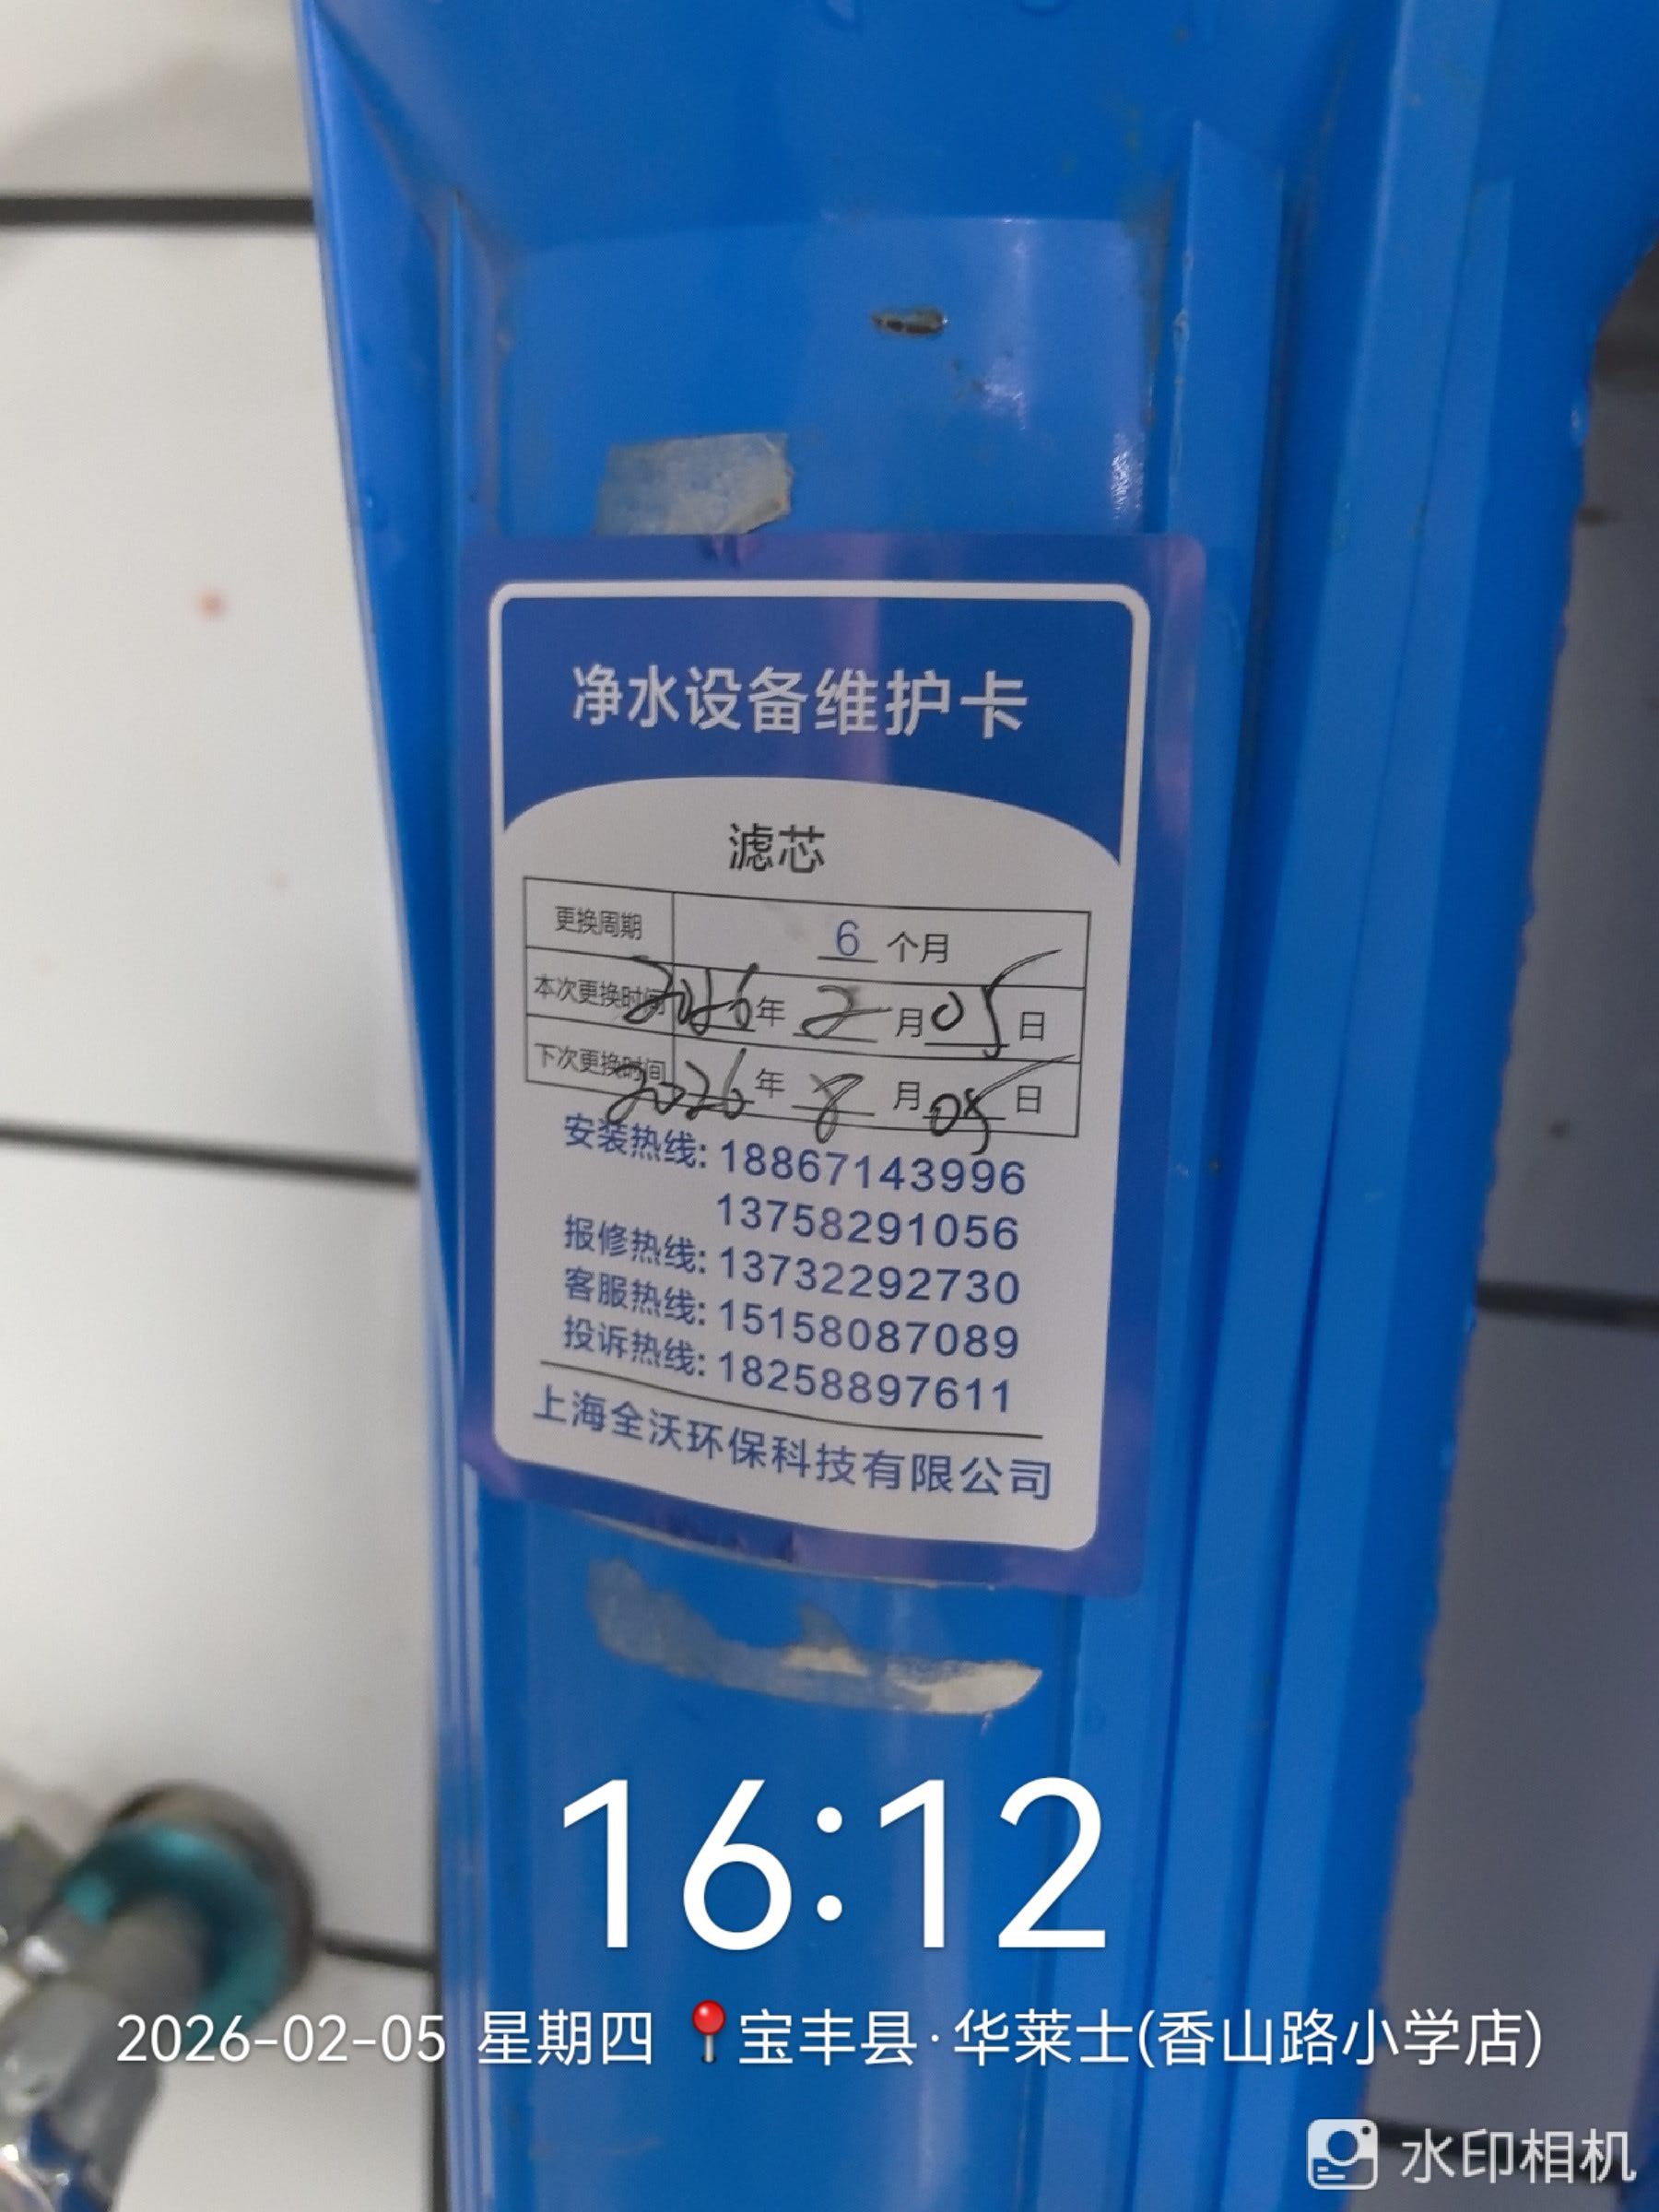 净水设备维护卡
滤芯
更换周期 6 个月
本次更换时间 2026年 2 月 05 日
下次更换时间 2026年 8 月 05 日
安装热线: 18867143996
13758291056
报修热线: 13732292730
客服热线: 15158087089
投诉热线: 18258897611
上海全沃环保科技有限公司
16:12
2026-02-05 星期四 📍宝丰县·华莱士(香山路小学店)
水印相机